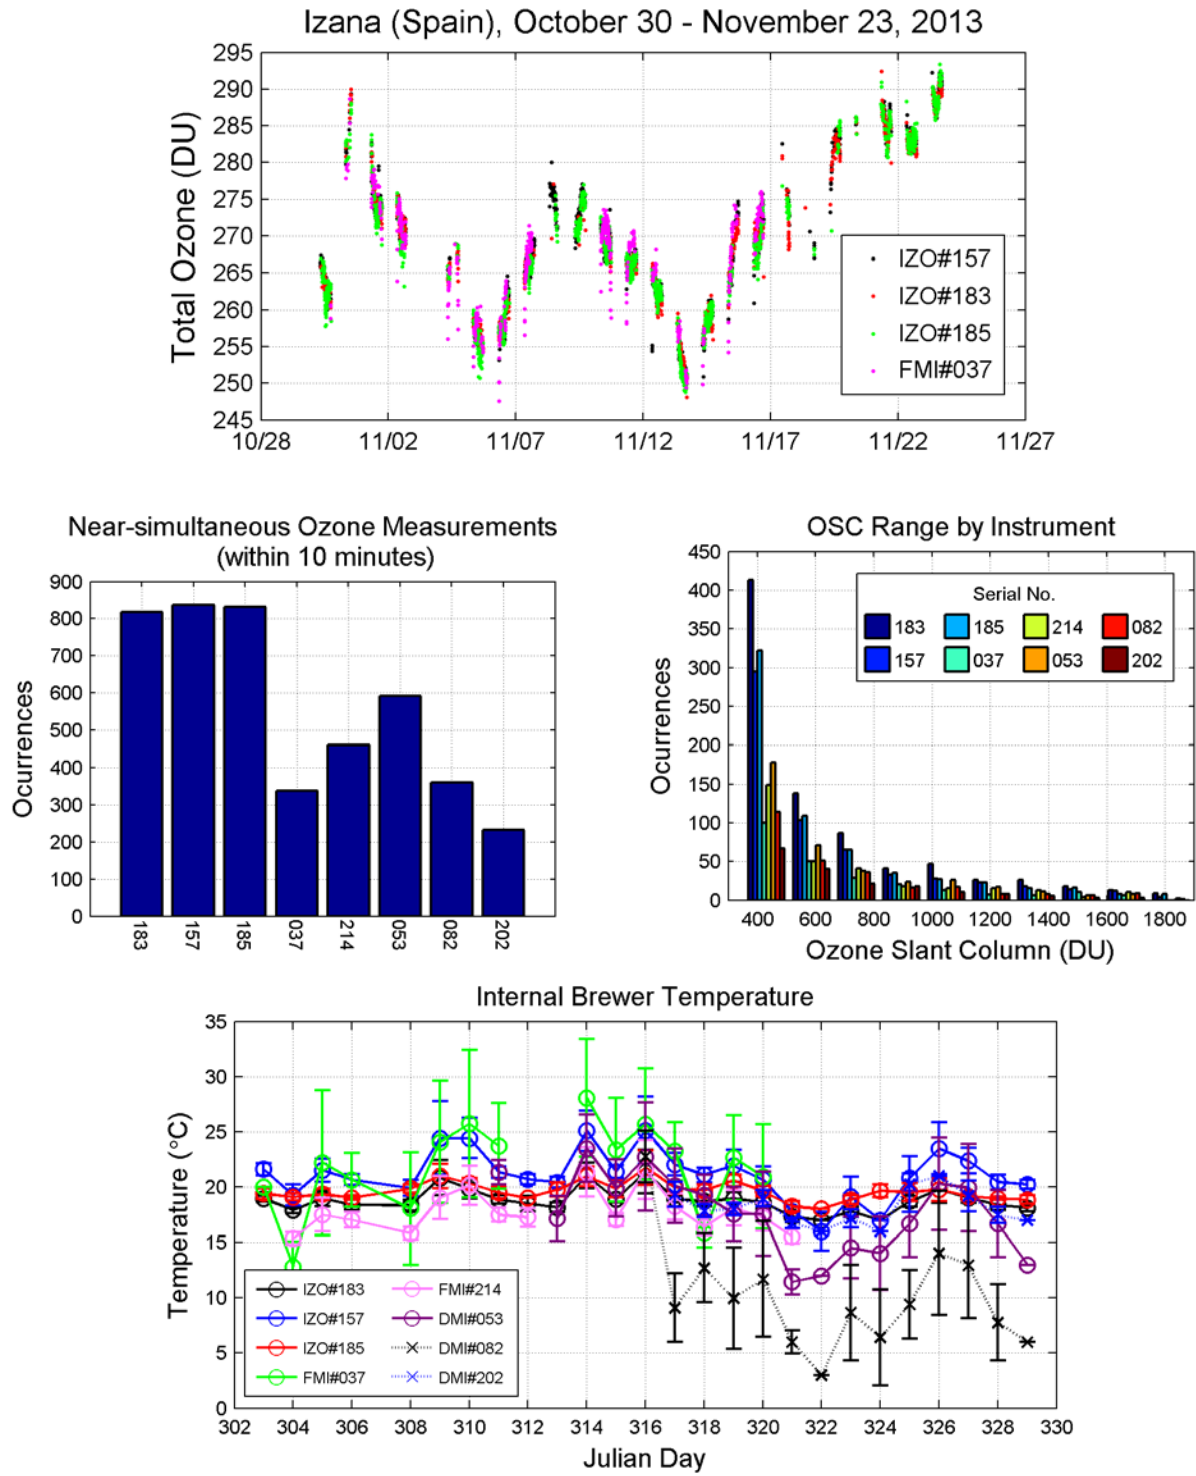 Izana (Spain), October 30 - November 23, 2013
Total Ozone (DU)
295
290
285
280
275
270
265
260
255
250
245
10/28 11/02 11/07 11/12 11/17 11/22 11/27
IZO#157
IZO#183
IZO#185
FMI#037
Near-simultaneous Ozone Measurements
(within 10 minutes)
Ocurrences
900
800
700
600
500
400
300
200
100
0
183 157 185 037 214 053 082 202
OSC Range by Instrument
Ocurrences
450
400
350
300
250
200
150
100
50
0
Serial No.
183 185 214 082
157 037 053 202
400 600 800 1000 1200 1400 1600 1800
Ozone Slant Column (DU)
Internal Brewer Temperature
Temperature (°C)
35
30
25
20
15
10
5
0
IZO#183 FMI#214
IZO#157 DMI#053
IZO#185 DMI#082
FMI#037 DMI#202
302 304 306 308 310 312 314 316 318 320 322 324 326 328 330
Julian Day